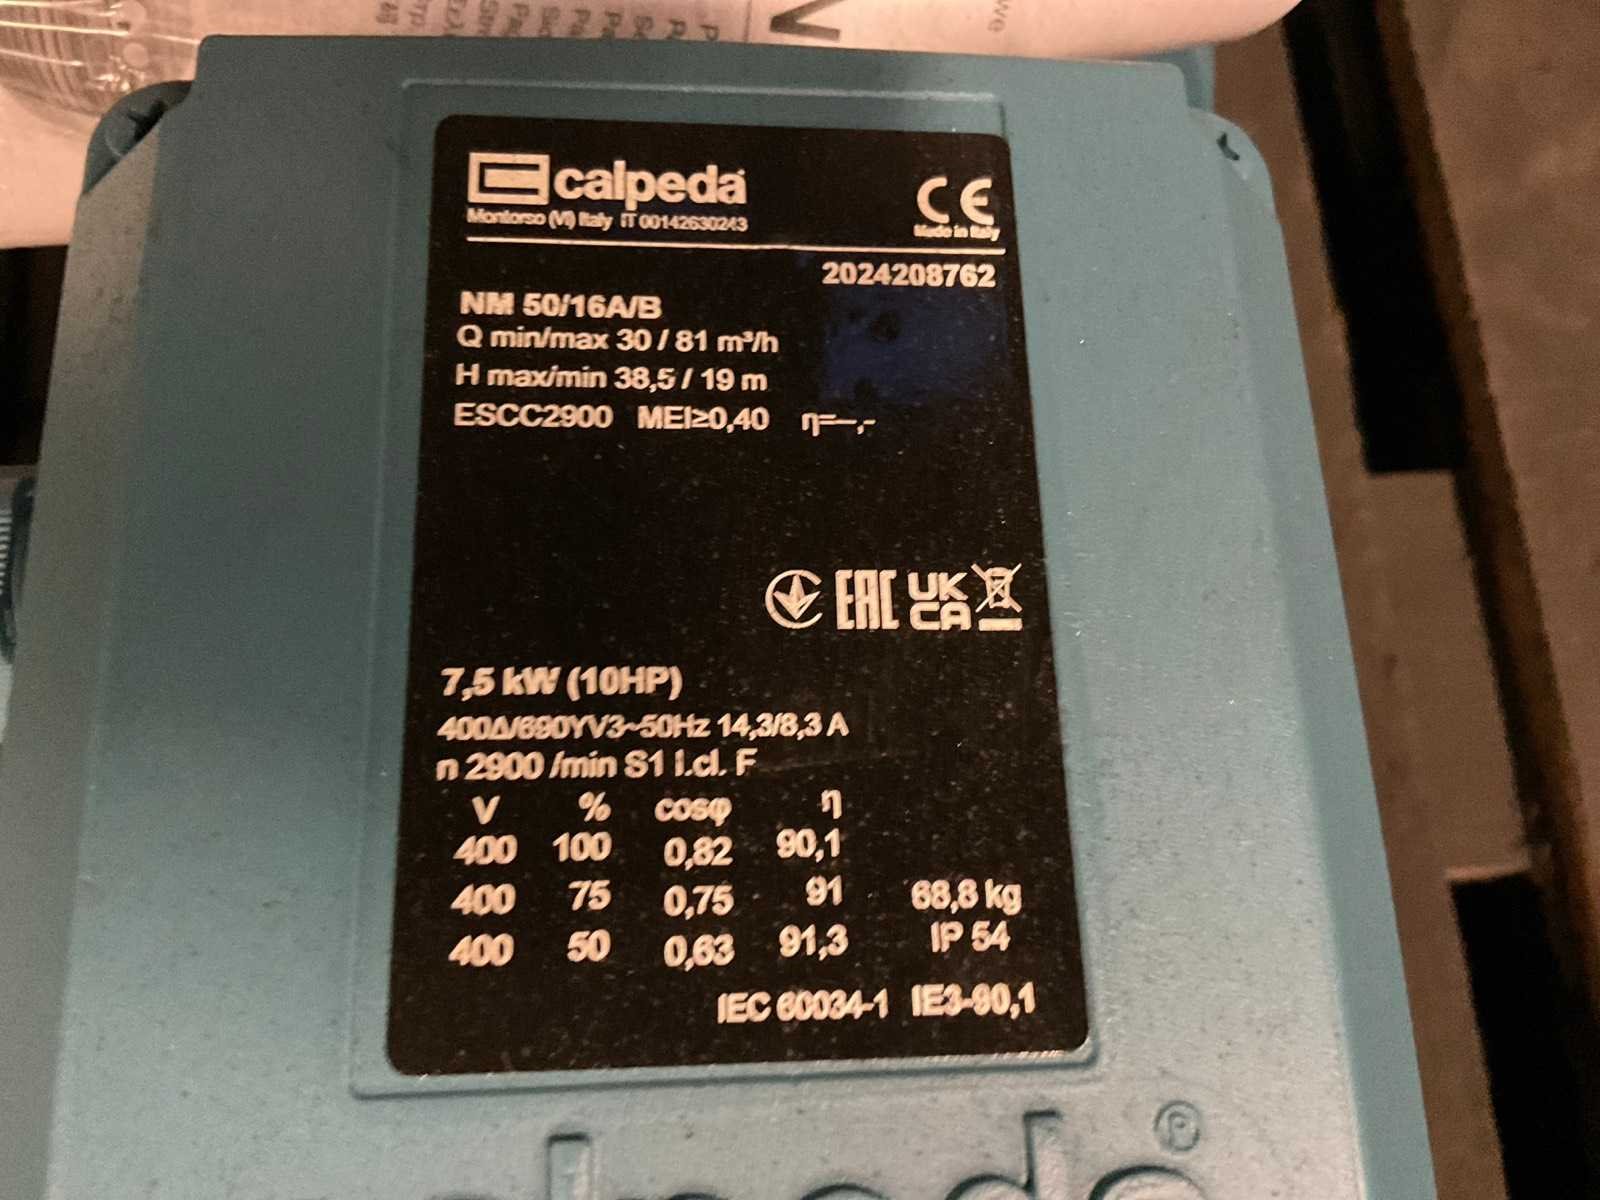 calpeda
Montorso (VI) Italy IT 00142630243
CE
Made in Italy
2024208762
NM 50/16A/B
Q min/max 30 / 81 m³/h
H max/min 38,5 / 19 m
ESCC2900 MEI≥0,40 η=–,-
EAC UK
CA
7,5 kW (10HP)
400Δ/690YV3~50Hz 14,3/8,3 A
n 2900 /min S1 I.cl. F
V % cosφ η
400 100 0,82 90,1
400 75 0,75 91 68,8 kg
400 50 0,63 91,3 IP 54
IEC 60034-1 IE3-90,1